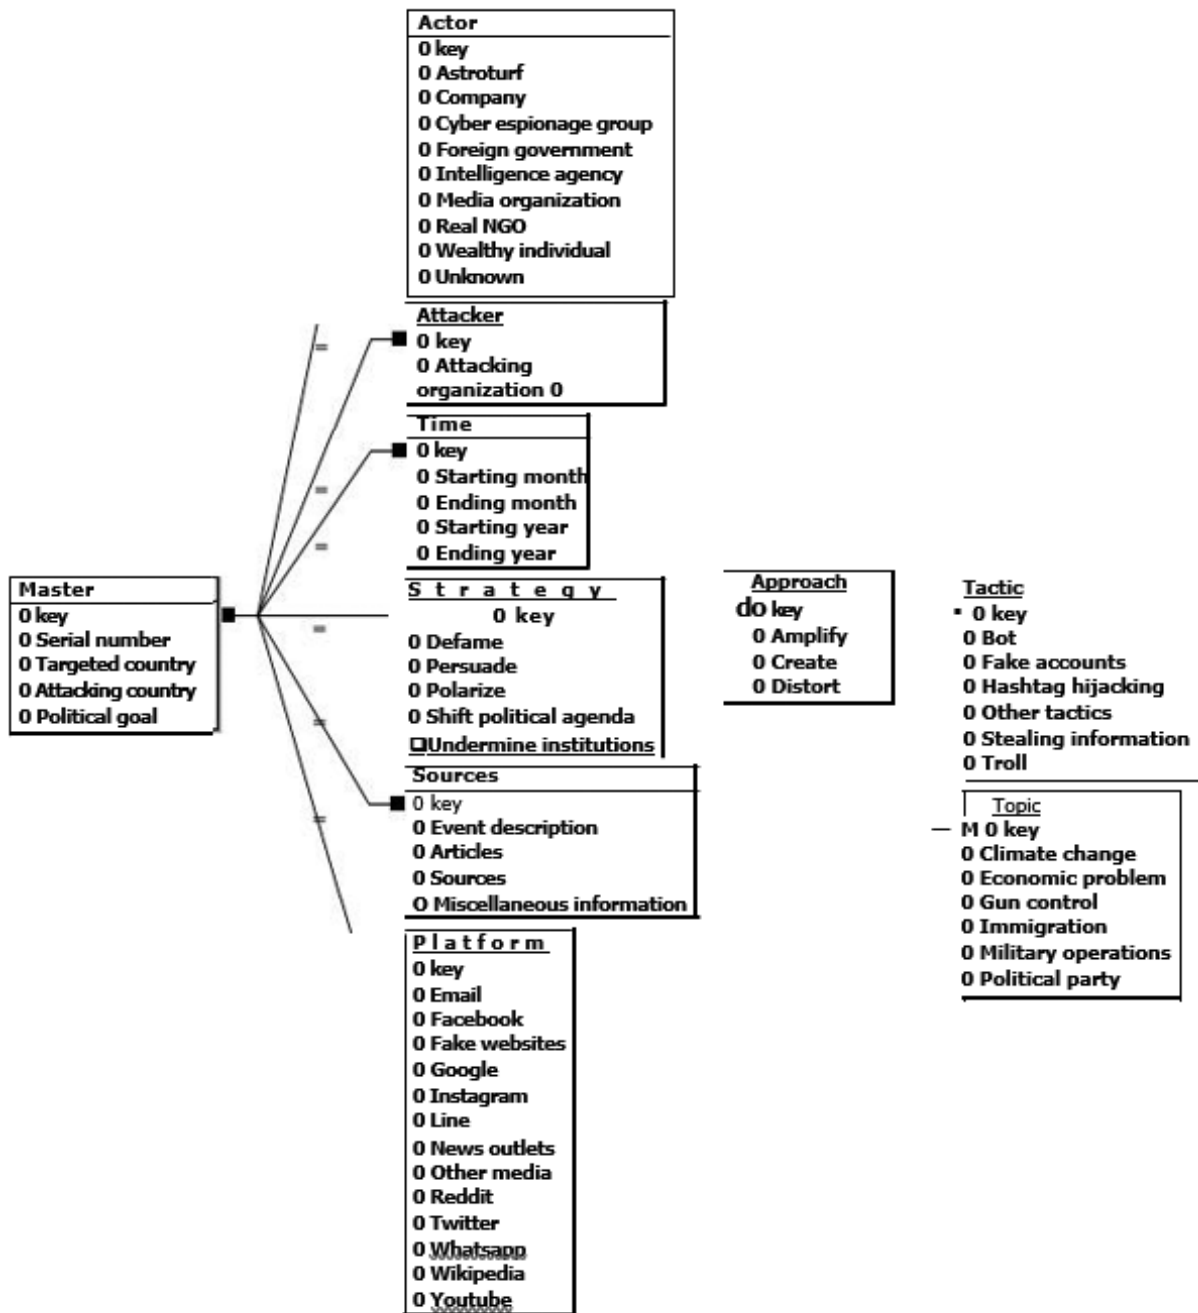 Actor
0 key
0 Astroturf
0 Company
0 Cyber espionage group
0 Foreign government
0 Intelligence agency
0 Media organization
0 Real NGO
0 Wealthy individual
0 Unknown
Attacker
0 key
0 Attacking
organization 0
Time
0 key
0 Starting month
0 Ending month
0 Starting year
0 Ending year
Master
0 key
0 Serial number
0 Targeted country
0 Attacking country
0 Political goal
Strategy
0 key
0 Defame
0 Persuade
0 Polarize
0 Shift political agenda
❑Undermine institutions
Approach
do key
0 Amplify
0 Create
0 Distort
Tactic
▪ 0 key
0 Bot
0 Fake accounts
0 Hashtag hijacking
0 Other tactics
0 Stealing information
0 Troll
Sources
0 key
0 Event description
0 Articles
0 Sources
O Miscellaneous information
Topic
— M 0 key
0 Climate change
0 Economic problem
0 Gun control
0 Immigration
0 Military operations
0 Political party
Platform
0 key
0 Email
0 Facebook
0 Fake websites
0 Google
0 Instagram
0 Line
0 News outlets
0 Other media
0 Reddit
0 Twitter
0 Whatsapp
0 Wikipedia
0 Youtube